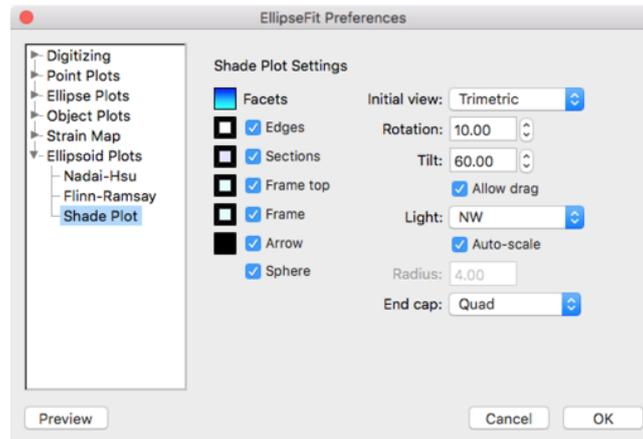 EllipseFit Preferences
Digitizing
Point Plots
Ellipse Plots
Object Plots
Strain Map
Ellipsoid Plots
Nadai-Hsu
Flinn-Ramsay
Shade Plot
Shade Plot Settings
Facets
Edges
Sections
Frame top
Frame
Arrow
Sphere
Initial view: Trimetric
Rotation: 10.00
Tilt: 60.00
Allow drag
Light: NW
Auto-scale
Radius: 4.00
End cap: Quad
Preview
Cancel
OK